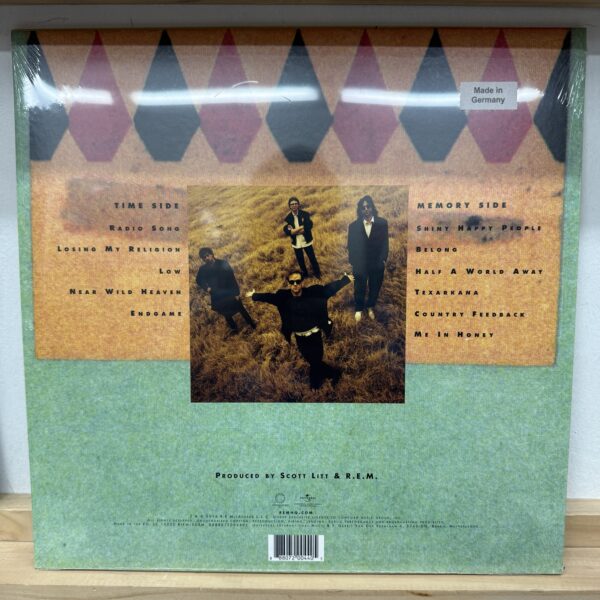 Made in
Germany
TIME SIDE
RADIO SONG
LOSING MY RELIGION
LOW
NEAR WILD HEAVEN
ENDGAME
MEMORY SIDE
SHINY HAPPY PEOPLE
BELONG
HALF A WORLD AWAY
TEXARKANA
COUNTRY FEEDBACK
ME IN HONEY
PRODUCED BY SCOTT LITT & R.E.M.
REMHQ.COM